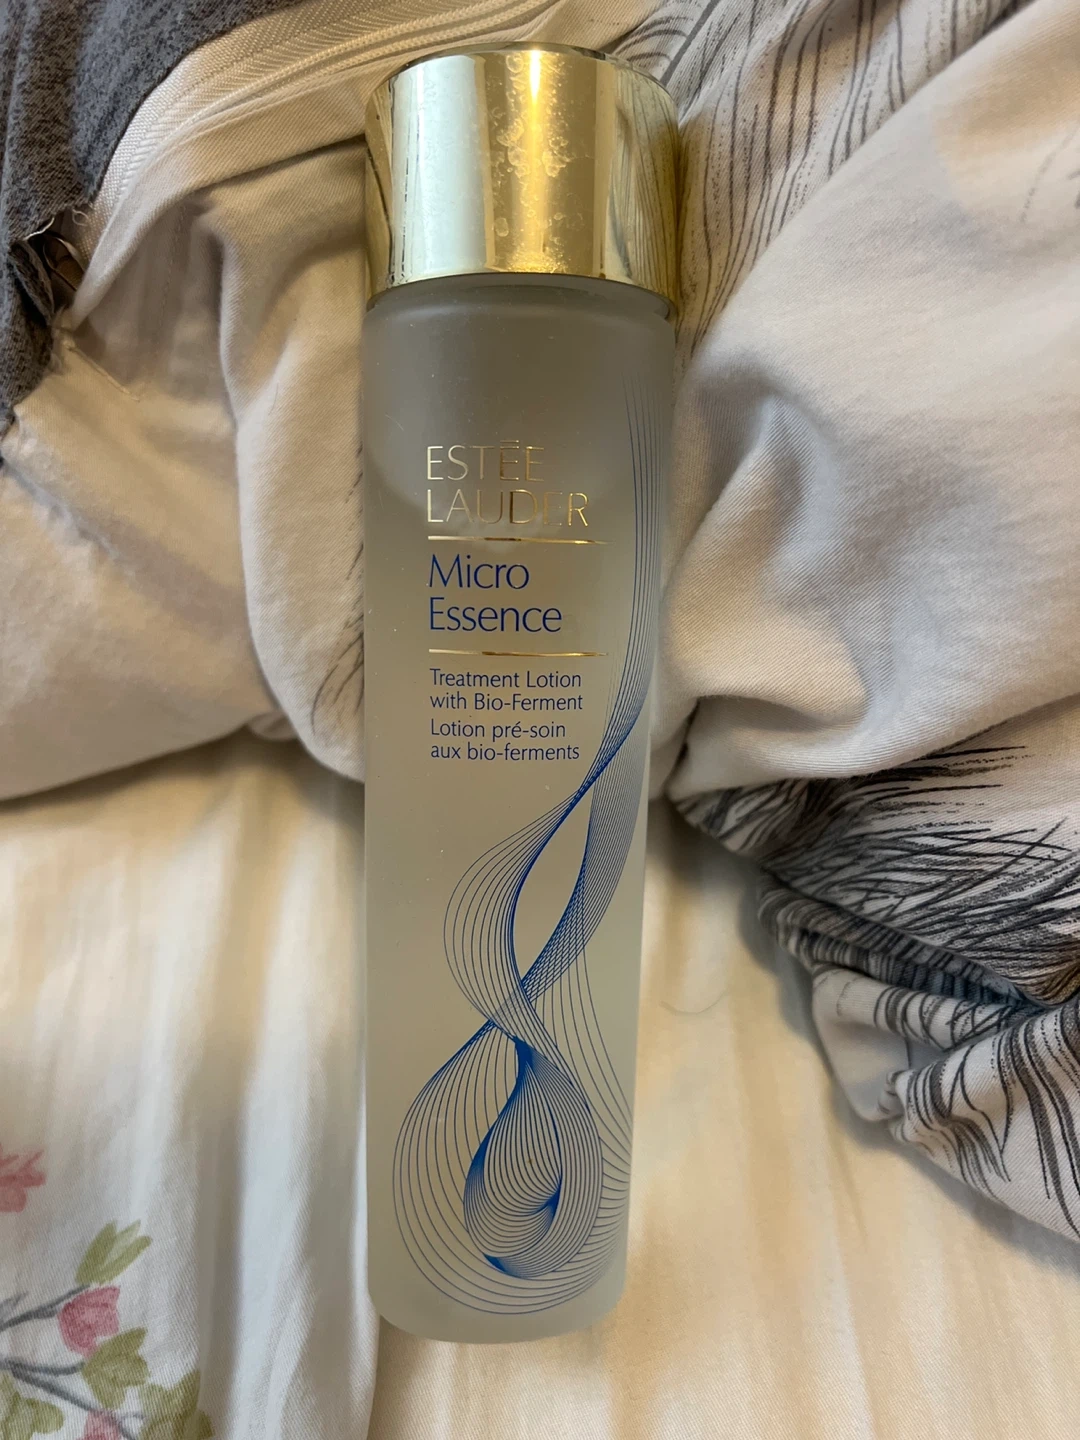 ESTĒE
LAUDER
Micro
Essence
Treatment Lotion
with Bio-Ferment
Lotion pré-soin
aux bio-ferments